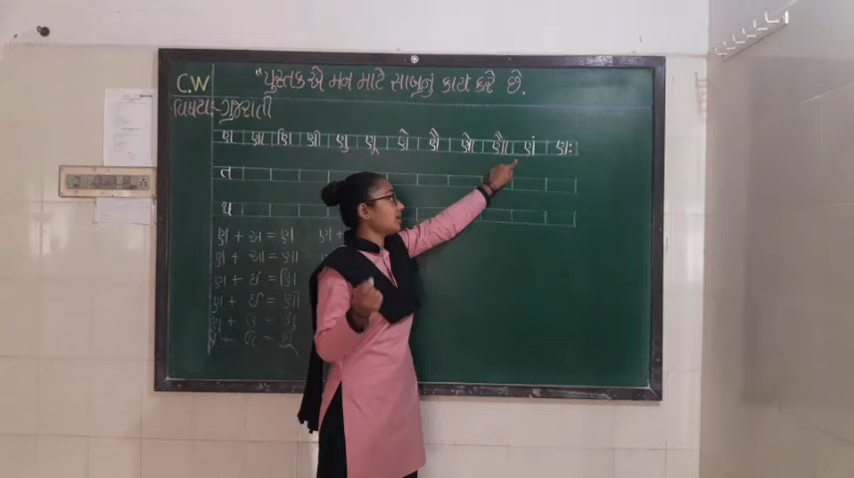 C.W
"પુસ્તક એ મન માટે સાબુનું કાર્ય કરે છે.
વિષય:- ગુજરાતી
ણ ણા ણિ ણી ણુ ણૂ ણે ણૈ ણો ણૌ ણં ણઃ
ત
ષ
ણ્ + અ = ણ ણ્ +
ણ્ + આ = ણા
ણ્ + ઇ = ણિ
ણ્ + ઈ = ણી
ણ્ + ઉ = ણુ